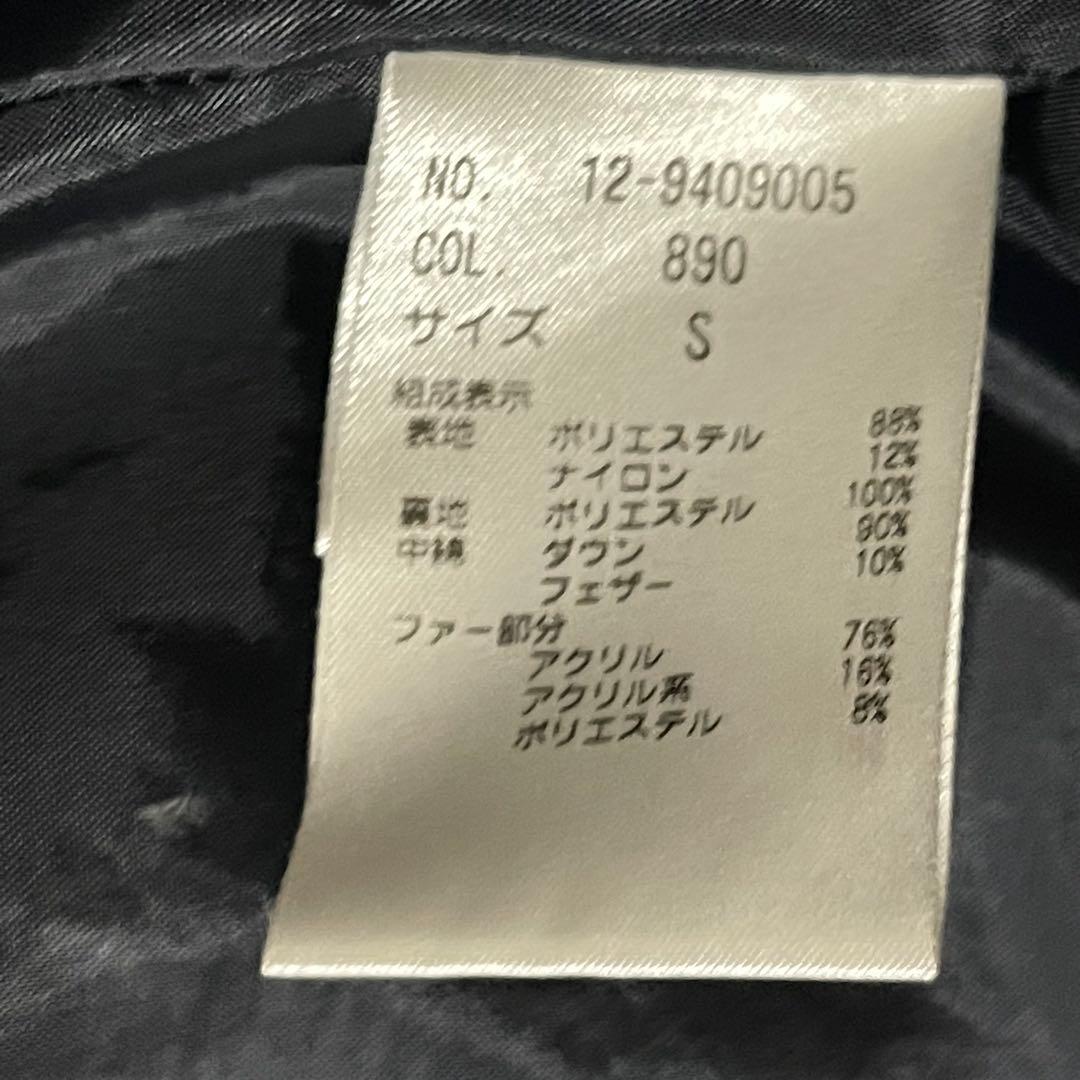 NO. 12-9409005
COL. 890
サイズ S
組成表示
表地 ポリエステル 88%
ナイロン 12%
裏地 ポリエステル 100%
中綿 ダウン 90%
フェザー 10%
ファー部分
アクリル 76%
アクリル系 16%
ポリエステル 8%